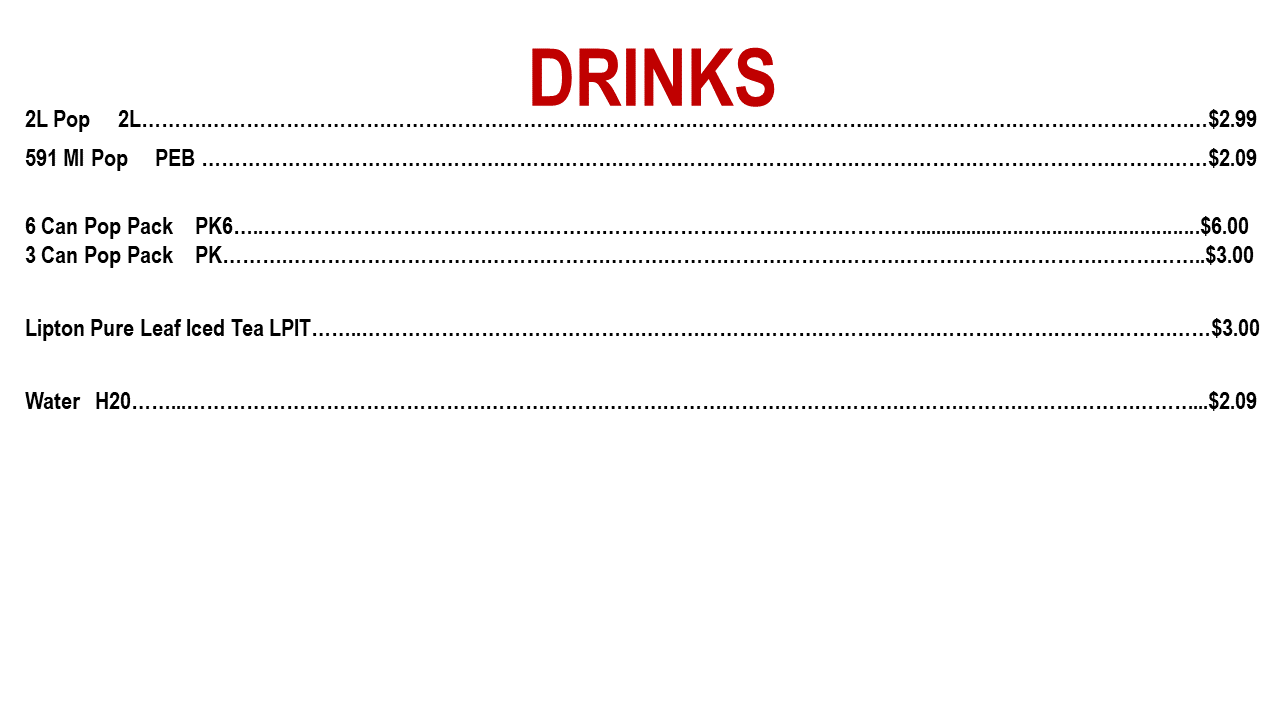 DRINKS
2L Pop 2L……….……………………….……….………………….…………….……….……….…………….……………….……………….…………$2.99
591 Ml Pop PEB ……………………………….……….……………….……….……………………….……….……….……………….……….……$2.09
6 Can Pop Pack PK6…..……………………………………….……….……….……….……….……….……….…….....................................................$6.00
3 Can Pop Pack PK……….……………………….……….……….……….……….……………………….……….……………….……….…………..$3.00
Lipton Pure Leaf Iced Tea LPIT……..……….……………….……….……….……….……….……….……….……….……….……….……….……$3.00
Water H20……...……………………………………….……….……….……….……….……….……….……….……….……….……….………...$2.09